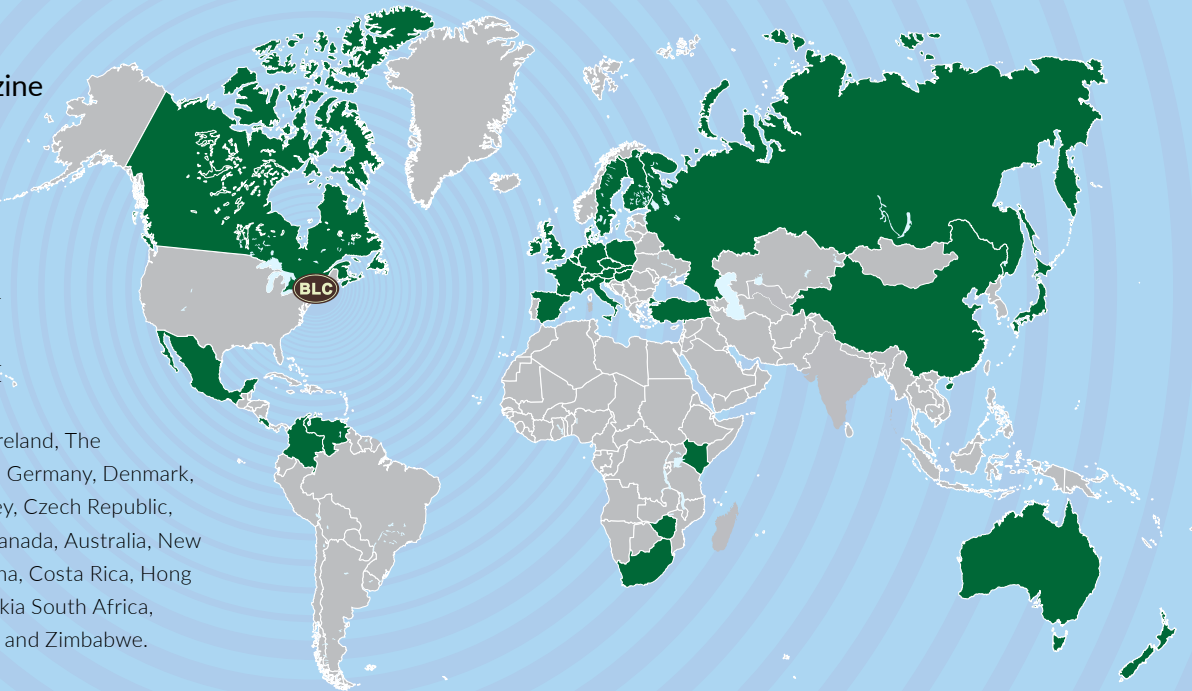 zine
reland, The
Germany, Denmark,
ey, Czech Republic,
anada, Australia, New
na, Costa Rica, Hong
kia South Africa,
and Zimbabwe.
BLC